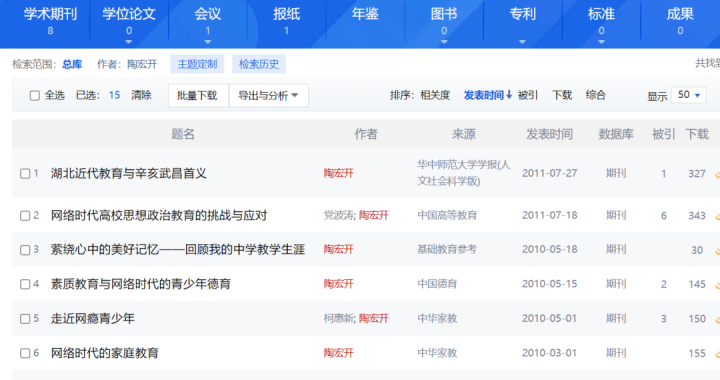 学术期刊 学位论文 会议 报纸 年鉴 图书 专利 标准 成果
8 0 1 1 0 0 0 0
检索范围：总库 作者：陶宏开 主题定制 检索历史 共找到
全选 已选：15 清除 批量下载 导出与分析 排序：相关度 发表时间↓ 被引 下载 综合 显示 50
题名 作者 来源 发表时间 数据库 被引 下载
1 湖北近代教育与辛亥武昌首义 陶宏开 华中师范大学学报(人文社会科学版) 2011-07-27 期刊 1 327
2 网络时代高校思想政治教育的挑战与应对 党波涛; 陶宏开 中国高等教育 2011-07-18 期刊 6 343
3 萦绕心中的美好记忆——回顾我的中学教学生涯 陶宏开 基础教育参考 2010-05-18 期刊 30
4 素质教育与网络时代的青少年德育 陶宏开 中国德育 2010-05-15 期刊 2 145
5 走近网瘾青少年 柯惠新; 陶宏开 中华家教 2010-05-01 期刊 3 150
6 网络时代的家庭教育 陶宏开 中华家教 2010-03-01 期刊 155